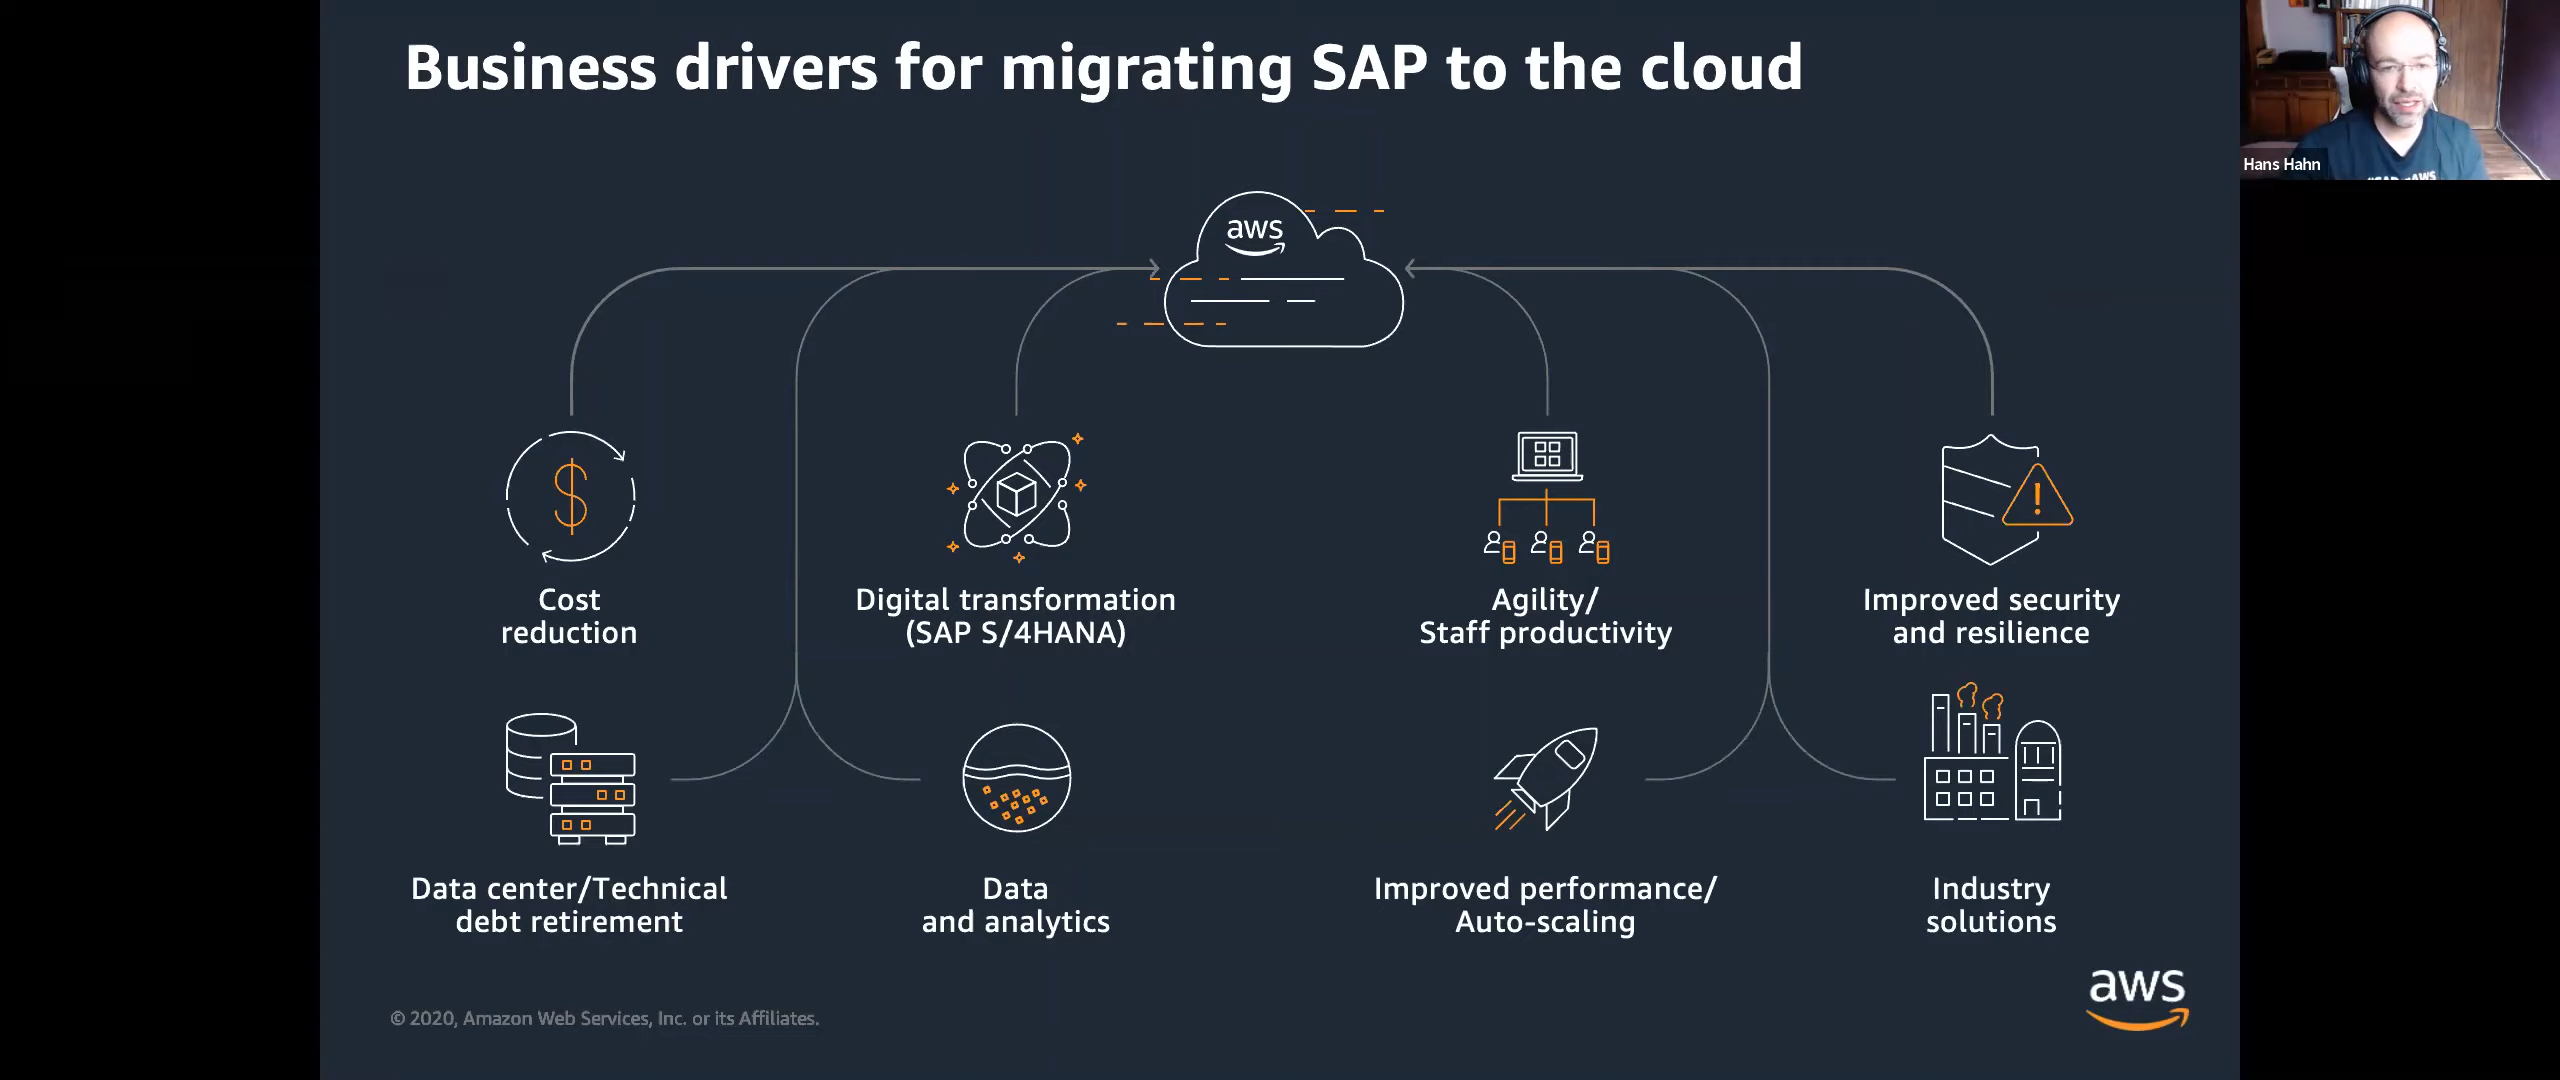 Business drivers for migrating SAP to the cloud
Hans Hahn
aws
Cost
reduction
Digital transformation
(SAP S/4HANA)
Agility/
Staff productivity
Improved security
and resilience
Data center/Technical
debt retirement
Data
and analytics
Improved performance/
Auto-scaling
Industry
solutions
aws
© 2020, Amazon Web Services, Inc. or its Affiliates.